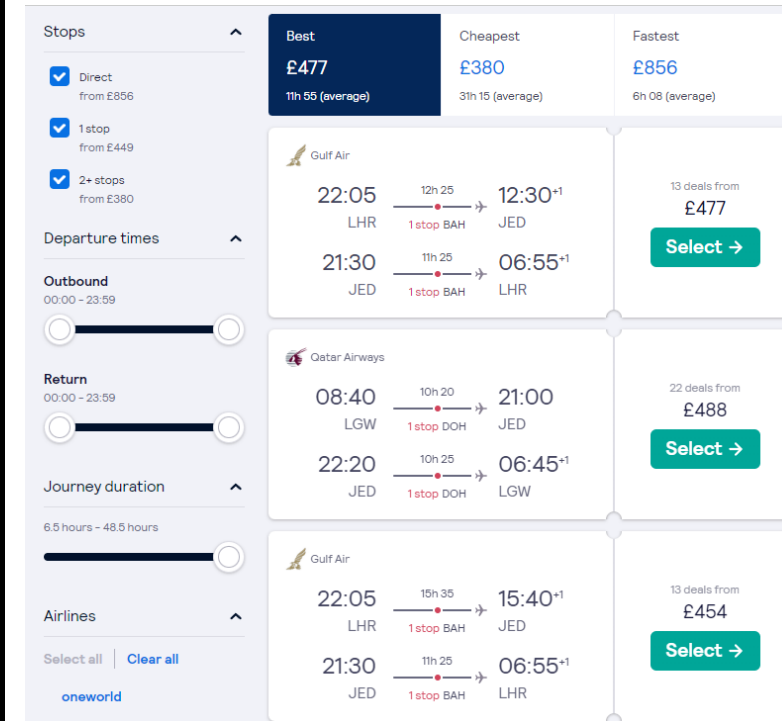 Stops
Direct
from £856
1 stop
from £449
2+ stops
from £380
Departure times
Outbound
00:00 - 23:59
Return
00:00 - 23:59
Journey duration
6.5 hours - 48.5 hours
Airlines
Select all Clear all
oneworld
Best
£477
11h 55 (average)
Cheapest
£380
31h 15 (average)
Fastest
£856
6h 08 (average)
Gulf Air
22:05 12h 25 12:30+1
LHR 1 stop BAH JED
21:30 11h 25 06:55+1
JED 1 stop BAH LHR
13 deals from
£477
Select →
Qatar Airways
08:40 10h 20 21:00
LGW 1 stop DOH JED
22:20 10h 25 06:45+1
JED 1 stop DOH LGW
22 deals from
£488
Select →
Gulf Air
22:05 15h 35 15:40+1
LHR 1 stop BAH JED
21:30 11h 25 06:55+1
JED 1 stop BAH LHR
13 deals from
£454
Select →